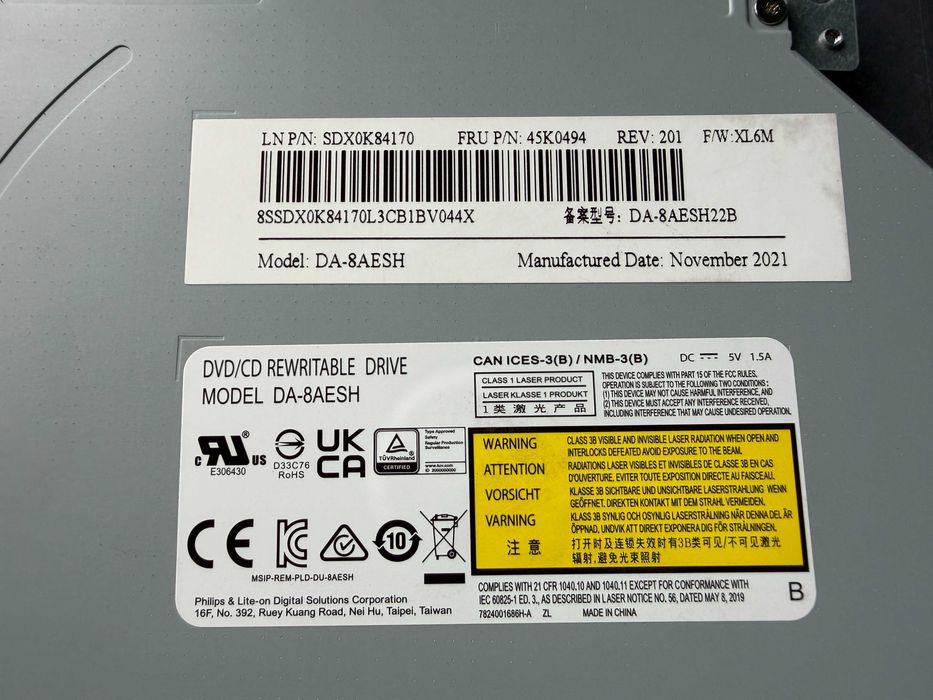 LN P/N: SDX0K84170 FRU P/N: 45K0494 REV: 201 F/W:XL6M
8SSDX0K84170L3CB1BV044X 备案型号: DA-8AESH22B
Model: DA-8AESH Manufactured Date: November 2021
DVD/CD REWRITABLE DRIVE
MODEL DA-8AESH
CAN ICES-3(B) / NMB-3(B) DC 5V 1.5A
CLASS 1 LASER PRODUCT
LASER KLASSE 1 PRODUKT
1类激光产品
THIS DEVICE COMPLIES WITH PART 15 OF THE FCC RULES.
OPERATION IS SUBJECT TO THE FOLLOWING TWO CONDITIONS:
(1) THIS DEVICE MAY NOT CAUSE HARMFUL INTERFERENCE, AND
(2) THIS DEVICE MUST ACCEPT ANY INTERFERENCE RECEIVED,
INCLUDING INTERFERENCE THAT MAY CAUSE UNDESIRED OPERATION.
c RU ® US
E306430
D33C76
RoHS
UK
CA
TÜVRheinland
CERTIFIED
Type Approved
Safety
Regular Production
Surveillance
www.tuv.com
ID 2000000000
WARNING CLASS 3B VISIBLE AND INVISIBLE LASER RADIATION WHEN OPEN AND
INTERLOCKS DEFEATED AVOID EXPOSURE TO THE BEAM.
ATTENTION RADIATIONS LASER VISIBLES ET INVISIBLES DE CLASSE 3B EN CAS
D'OUVERTURE. EVITER TOUTE EXPOSITION DIRECTE AU FAISCEAU.
VORSICHT KLASSE 3B SICHTBARE UND UNSICHTBARE LASERSTRAHLUNG WENN
GEÖFFNET. DIREKTEN KONTAKT MIT DEM STRAHL VERMEIDEN.
VARNING KLASS 3B SYNLIG OCH OSYNLIG LASERSTRÅLNING NÄR DENNA DEL ÄR
ÖPPNAD, UNDVIK ATT DIREKT EXPONERA DIG FÖR STRÅLNINGEN.
注意 打开时及连锁失效时有3B类可见/不可见激光
辐射,避免光束照射
CE 10
MSIP-REM-PLD-DU-8AESH
Philips & Lite-on Digital Solutions Corporation
16F, No. 392, Ruey Kuang Road, Nei Hu, Taipei, Taiwan
COMPLIES WITH 21 CFR 1040.10 AND 1040.11 EXCEPT FOR CONFORMANCE WITH
IEC 60825-1 ED. 3., AS DESCRIBED IN LASER NOTICE NO. 56, DATED MAY 8, 2019
7824001686H-A ZL MADE IN CHINA
B